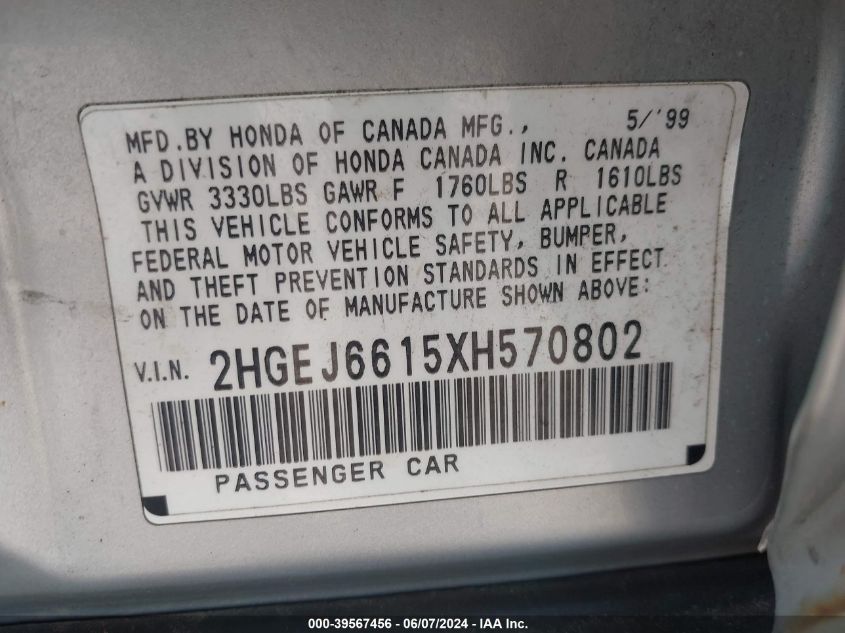 MFD.BY HONDA OF CANADA MFG., 5/'99
A DIVISION OF HONDA CANADA INC. CANADA
GVWR 3330LBS GAWR F 1760LBS R 1610LBS
THIS VEHICLE CONFORMS TO ALL APPLICABLE
FEDERAL MOTOR VEHICLE SAFETY, BUMPER,
AND THEFT PREVENTION STANDARDS IN EFFECT
ON THE DATE OF MANUFACTURE SHOWN ABOVE:
V.I.N. 2HGEJ6615XH570802
PASSENGER CAR
000-39567456 - 06/07/2024 - IAA Inc.